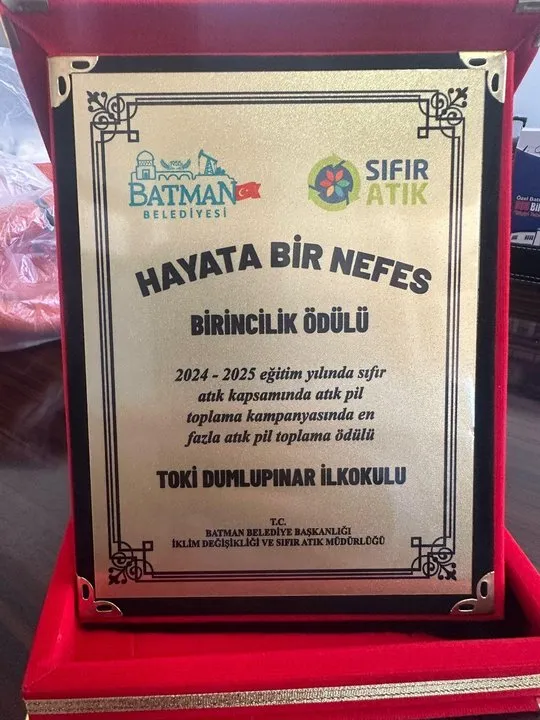 BATMAN
BELEDİYESİ
SIFIR
ATIK
HAYATA BİR NEFES
BİRİNCİLİK ÖDÜLÜ
2024 - 2025 eğitim yılında sıfır
atık kapsamında atık pil
toplama kampanyasında en
fazla atık pil toplama ödülü
TOKİ DUMLUPINAR İLKOKULU
T.C.
BATMAN BELEDİYE BAŞKANLIĞI
İKLİM DEĞİŞİKLİĞİ VE SIFIR ATIK MÜDÜRLÜĞÜ